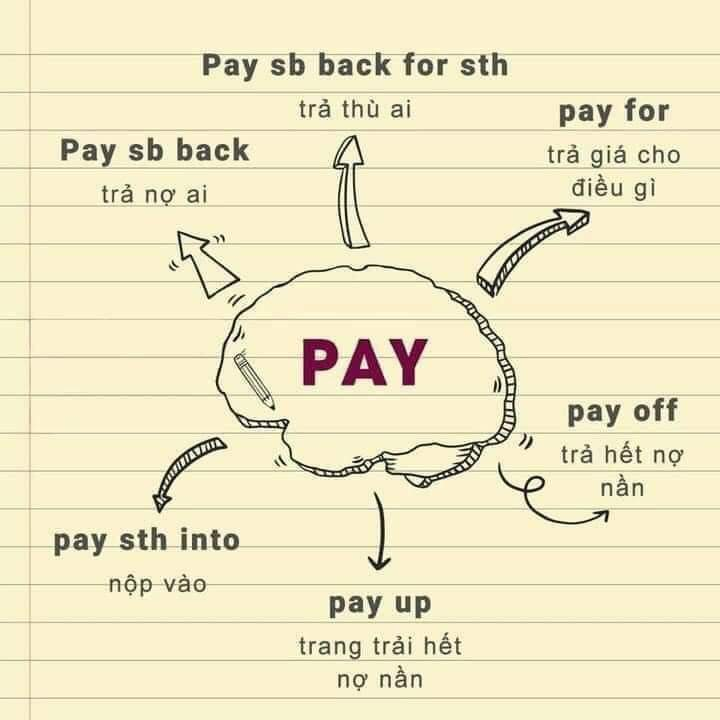 Pay sb back for sth
trả thù ai
pay for
trả giá cho
điều gì
Pay sb back
trả nợ ai
PAY
pay off
trả hết nợ
nần
pay sth into
nộp vào
pay up
trang trải hết
nợ nần